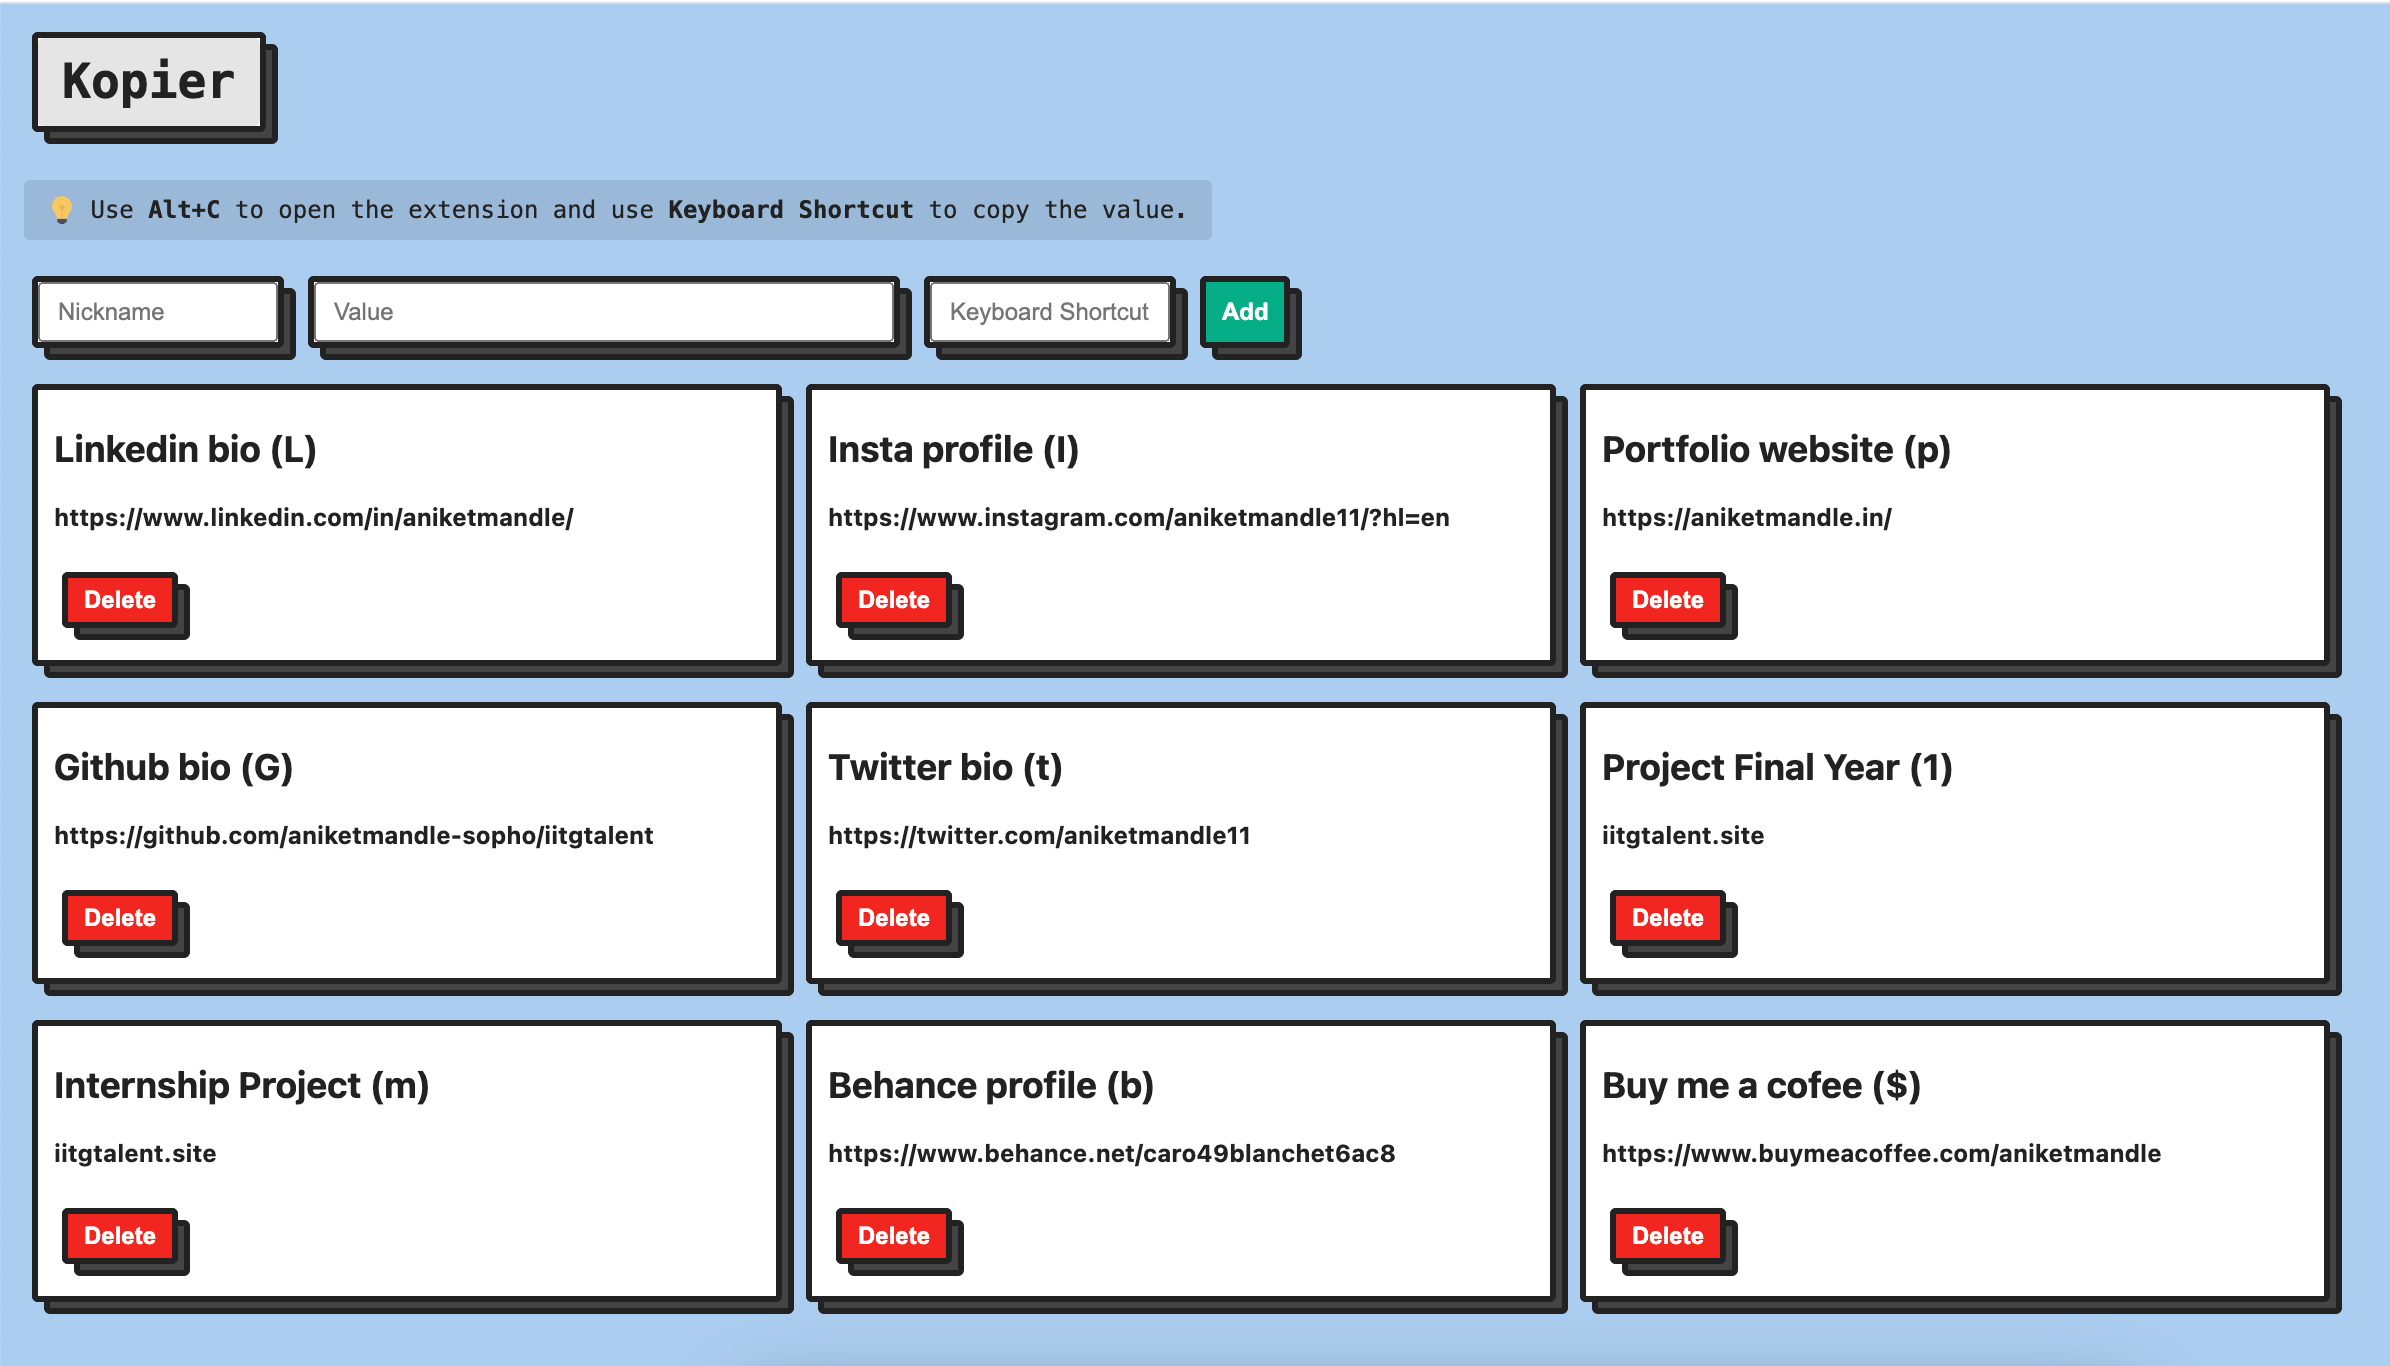 Kopier
Use Alt+C to open the extension and use Keyboard Shortcut to copy the value.
Nickname
Value
Keyboard Shortcut
Add
Linkedin bio (L)
https://www.linkedin.com/in/aniketmandle/
Delete
Insta profile (I)
https://www.instagram.com/aniketmandle11/?hl=en
Delete
Portfolio website (p)
https://aniketmandle.in/
Delete
Github bio (G)
https://github.com/aniketmandle-sopho/iitgtalent
Delete
Twitter bio (t)
https://twitter.com/aniketmandle11
Delete
Project Final Year (1)
iitgtalent.site
Delete
Internship Project (m)
iitgtalent.site
Delete
Behance profile (b)
https://www.behance.net/caro49blanchet6ac8
Delete
Buy me a cofee ($)
https://www.buymeacoffee.com/aniketmandle
Delete